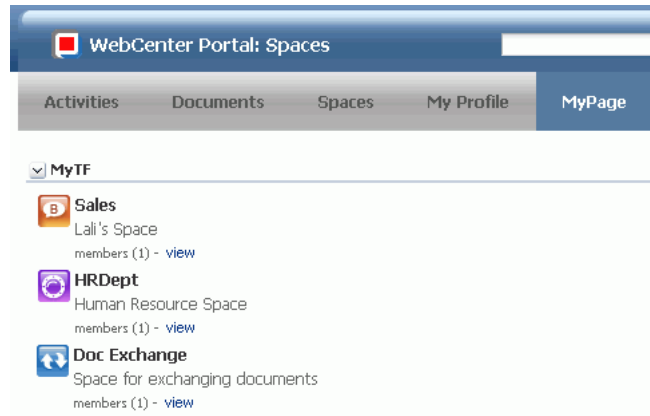 WebCenter Portal: Spaces
Activities Documents Spaces My Profile MyPage
MyTF
B
Sales
Lali's Space
members (1) - view
HRDept
Human Resource Space
members (1) - view
Doc Exchange
Space for exchanging documents
members (1) - view